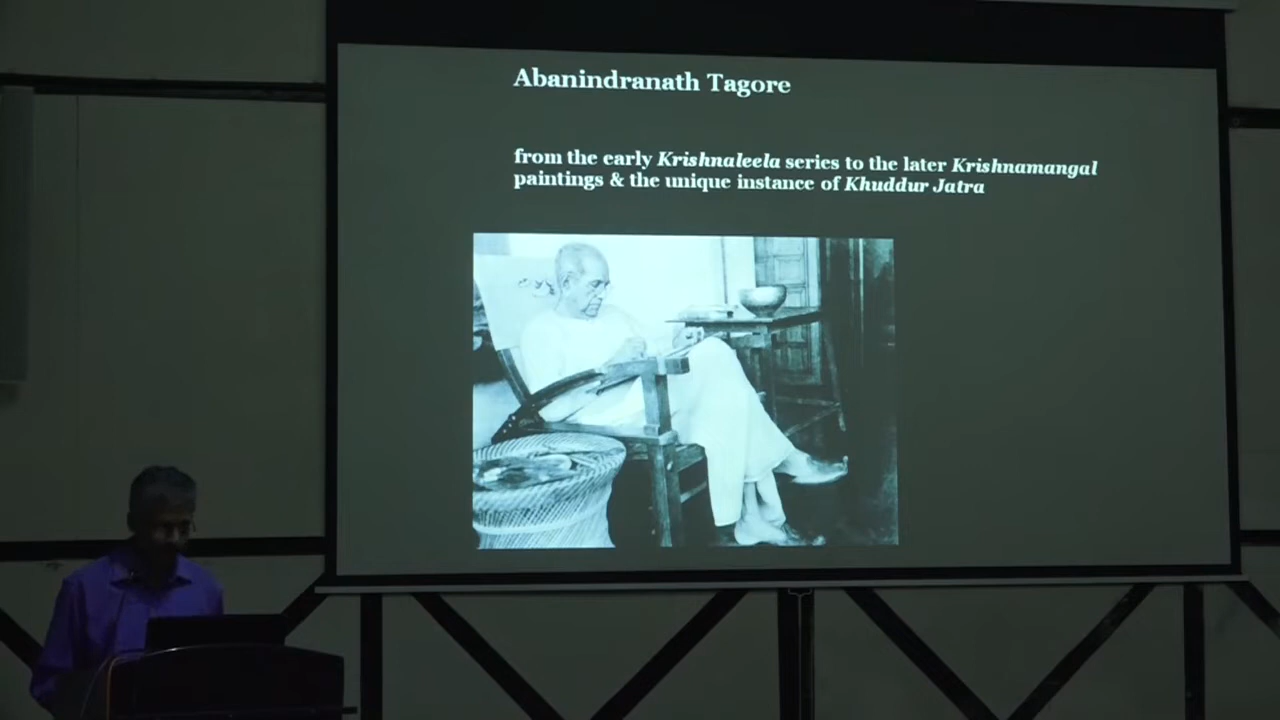 Abanindranath Tagore
from the early Krishnaleela series to the later Krishnamangal
paintings & the unique instance of Khuddur Jatra